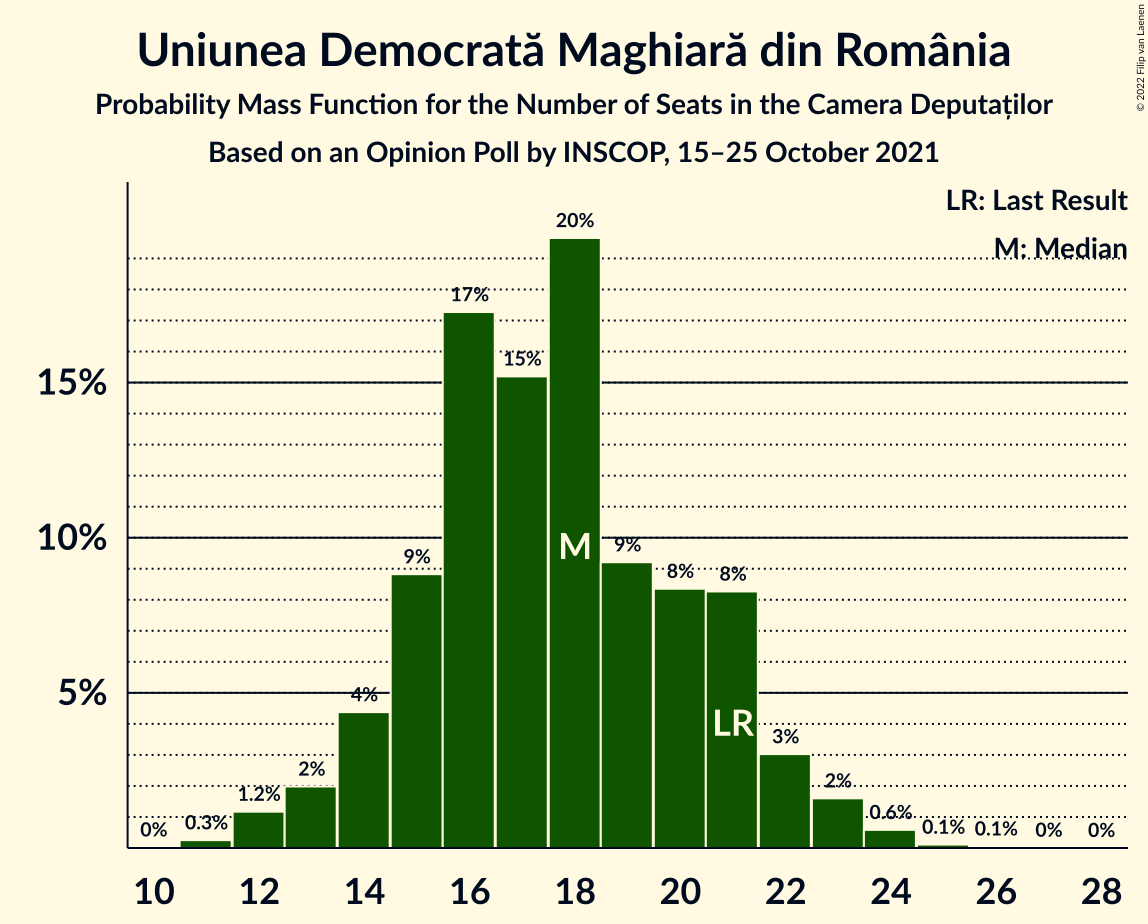 Uniunea Democrată Maghiară din România
Probability Mass Function for the Number of Seats in the Camera Deputaților
Based on an Opinion Poll by INSCOP, 15–25 October 2021
© 2022 Filip van Laenen
LR: Last Result
M: Median
15%
10%
5%
0%
0.3%
1.2%
2%
4%
9%
17%
15%
20%
9%
8%
8%
3%
2%
0.6%
0.1%
0.1%
0%
0%
M
LR
10 12 14 16 18 20 22 24 26 28